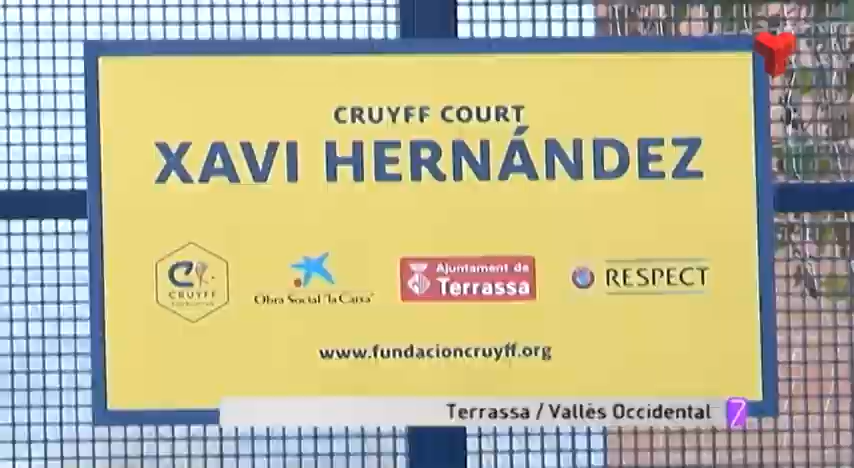 CRUYFF COURT
XAVI HERNÁNDEZ
CRUYFF
Obra Social "la Caixa"
Ajuntament de
Terrassa
RESPECT
www.fundacioncruyff.org
Terrassa / Vallès Occidental